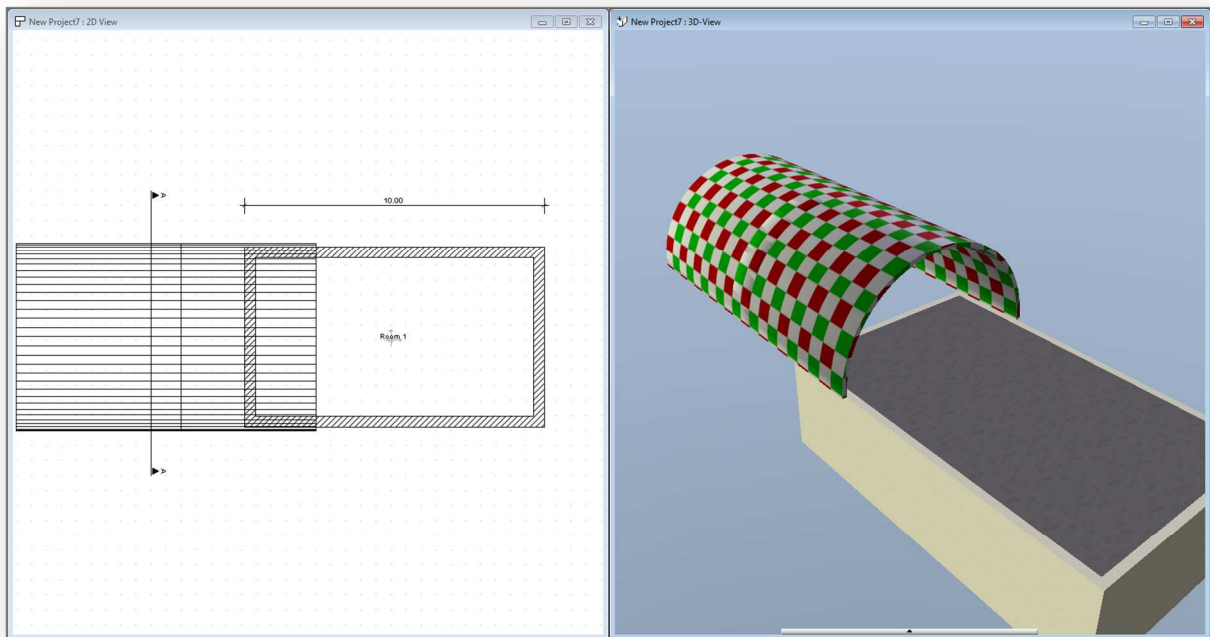 New Project7 : 2D View
New Project7 : 3D-View
A
10.00
Room 1
A